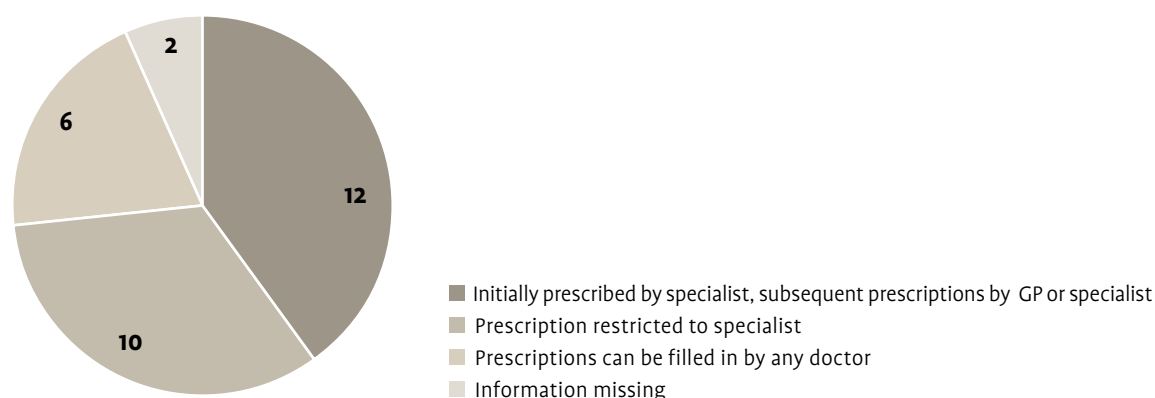 2
6
12
10
Initially prescribed by specialist, subsequent prescriptions by GP or specialist
Prescription restricted to specialist
Prescriptions can be filled in by any doctor
Information missing